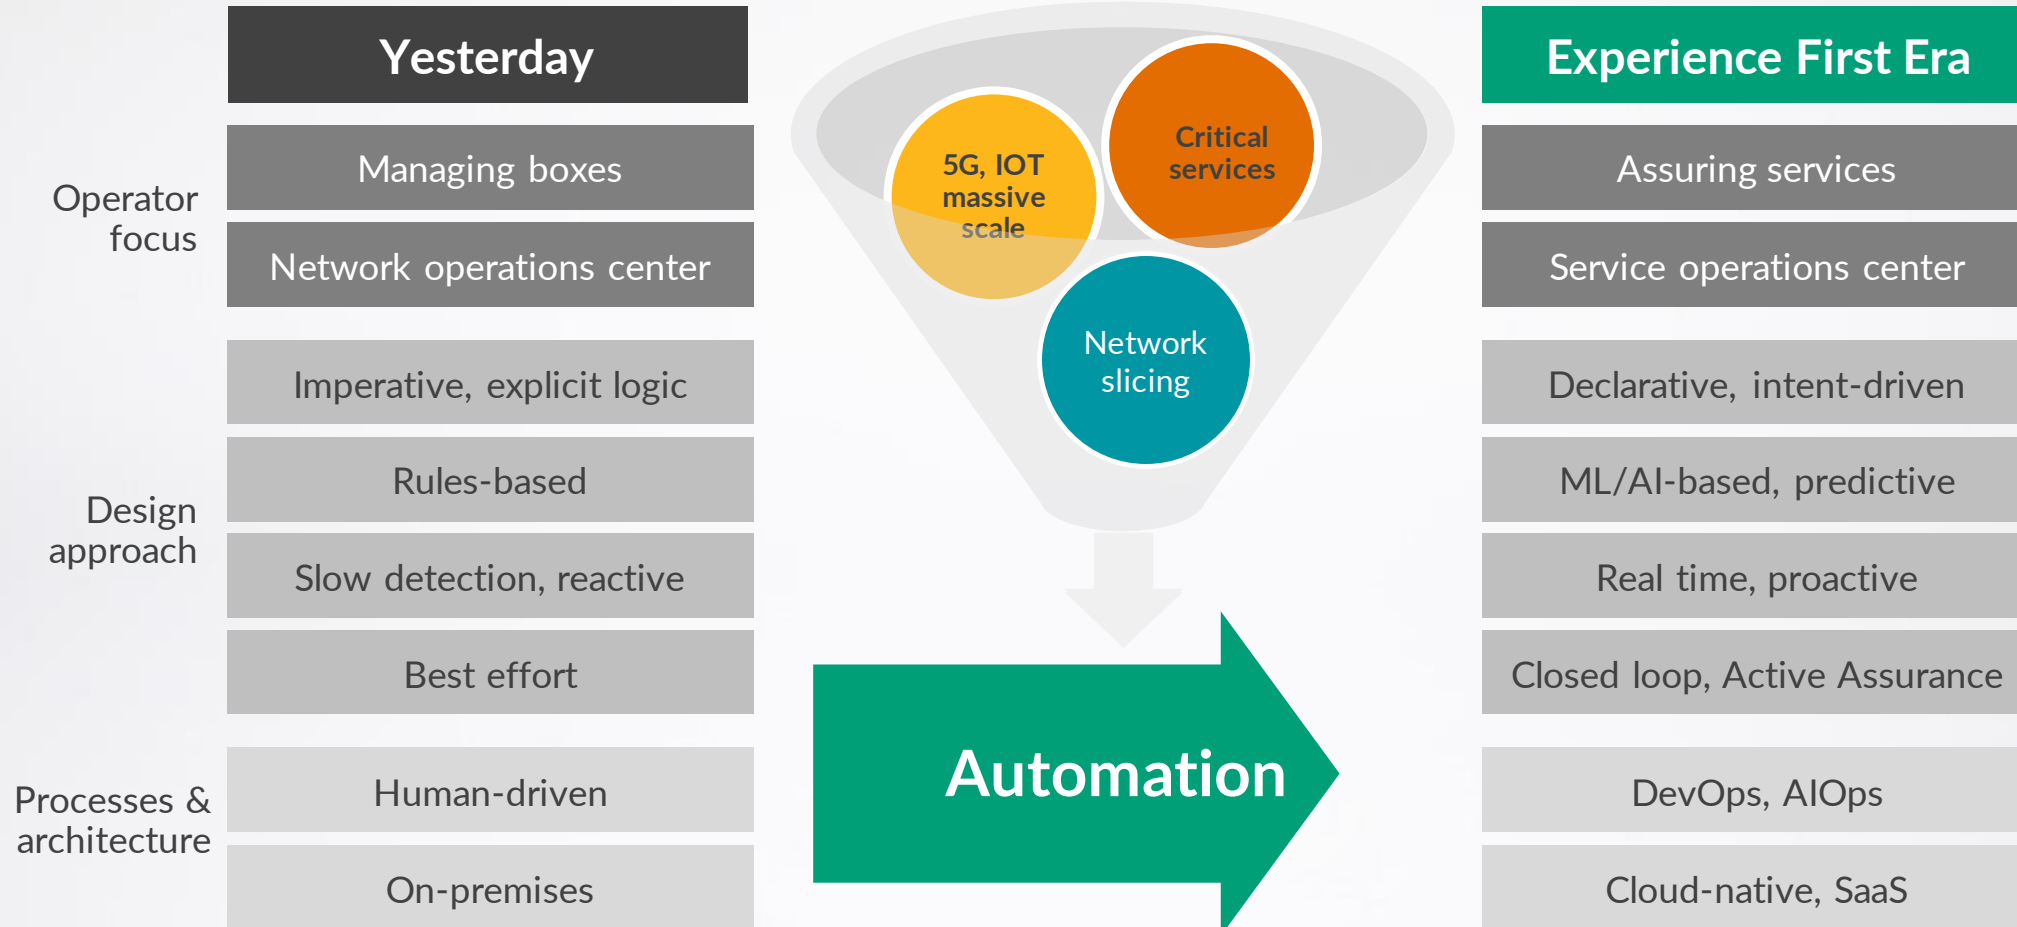 Yesterday
Experience First Era
Operator
focus
Managing boxes
Network operations center
5G, IOT
massive
scale
Critical
services
Network
slicing
Assuring services
Service operations center
Design
approach
Imperative, explicit logic
Rules-based
Slow detection, reactive
Best effort
Declarative, intent-driven
ML/AI-based, predictive
Real time, proactive
Closed loop, Active Assurance
Processes &
architecture
Human-driven
On-premises
Automation
DevOps, AIOps
Cloud-native, SaaS